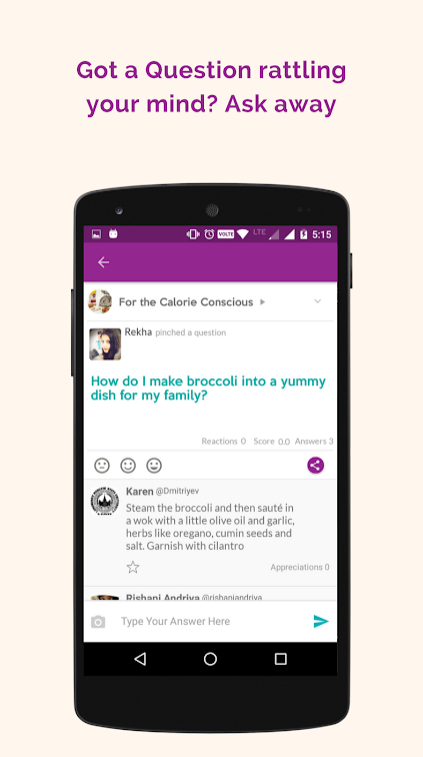 Got a Question rattling
your mind? Ask away
VOLTE LTE 5:15
For the Calorie Conscious
Rekha pinched a question
How do I make broccoli into a yummy
dish for my family?
Reactions 0 Score 0.0 Answers 3
Karen @Dmitriyev
Steam the broccoli and then sauté in
a wok with a little olive oil and garlic,
herbs like oregano, cumin seeds and
salt. Garnish with cilantro
Appreciations 0
Rishani Andriya @rishaniandriya
Type Your Answer Here